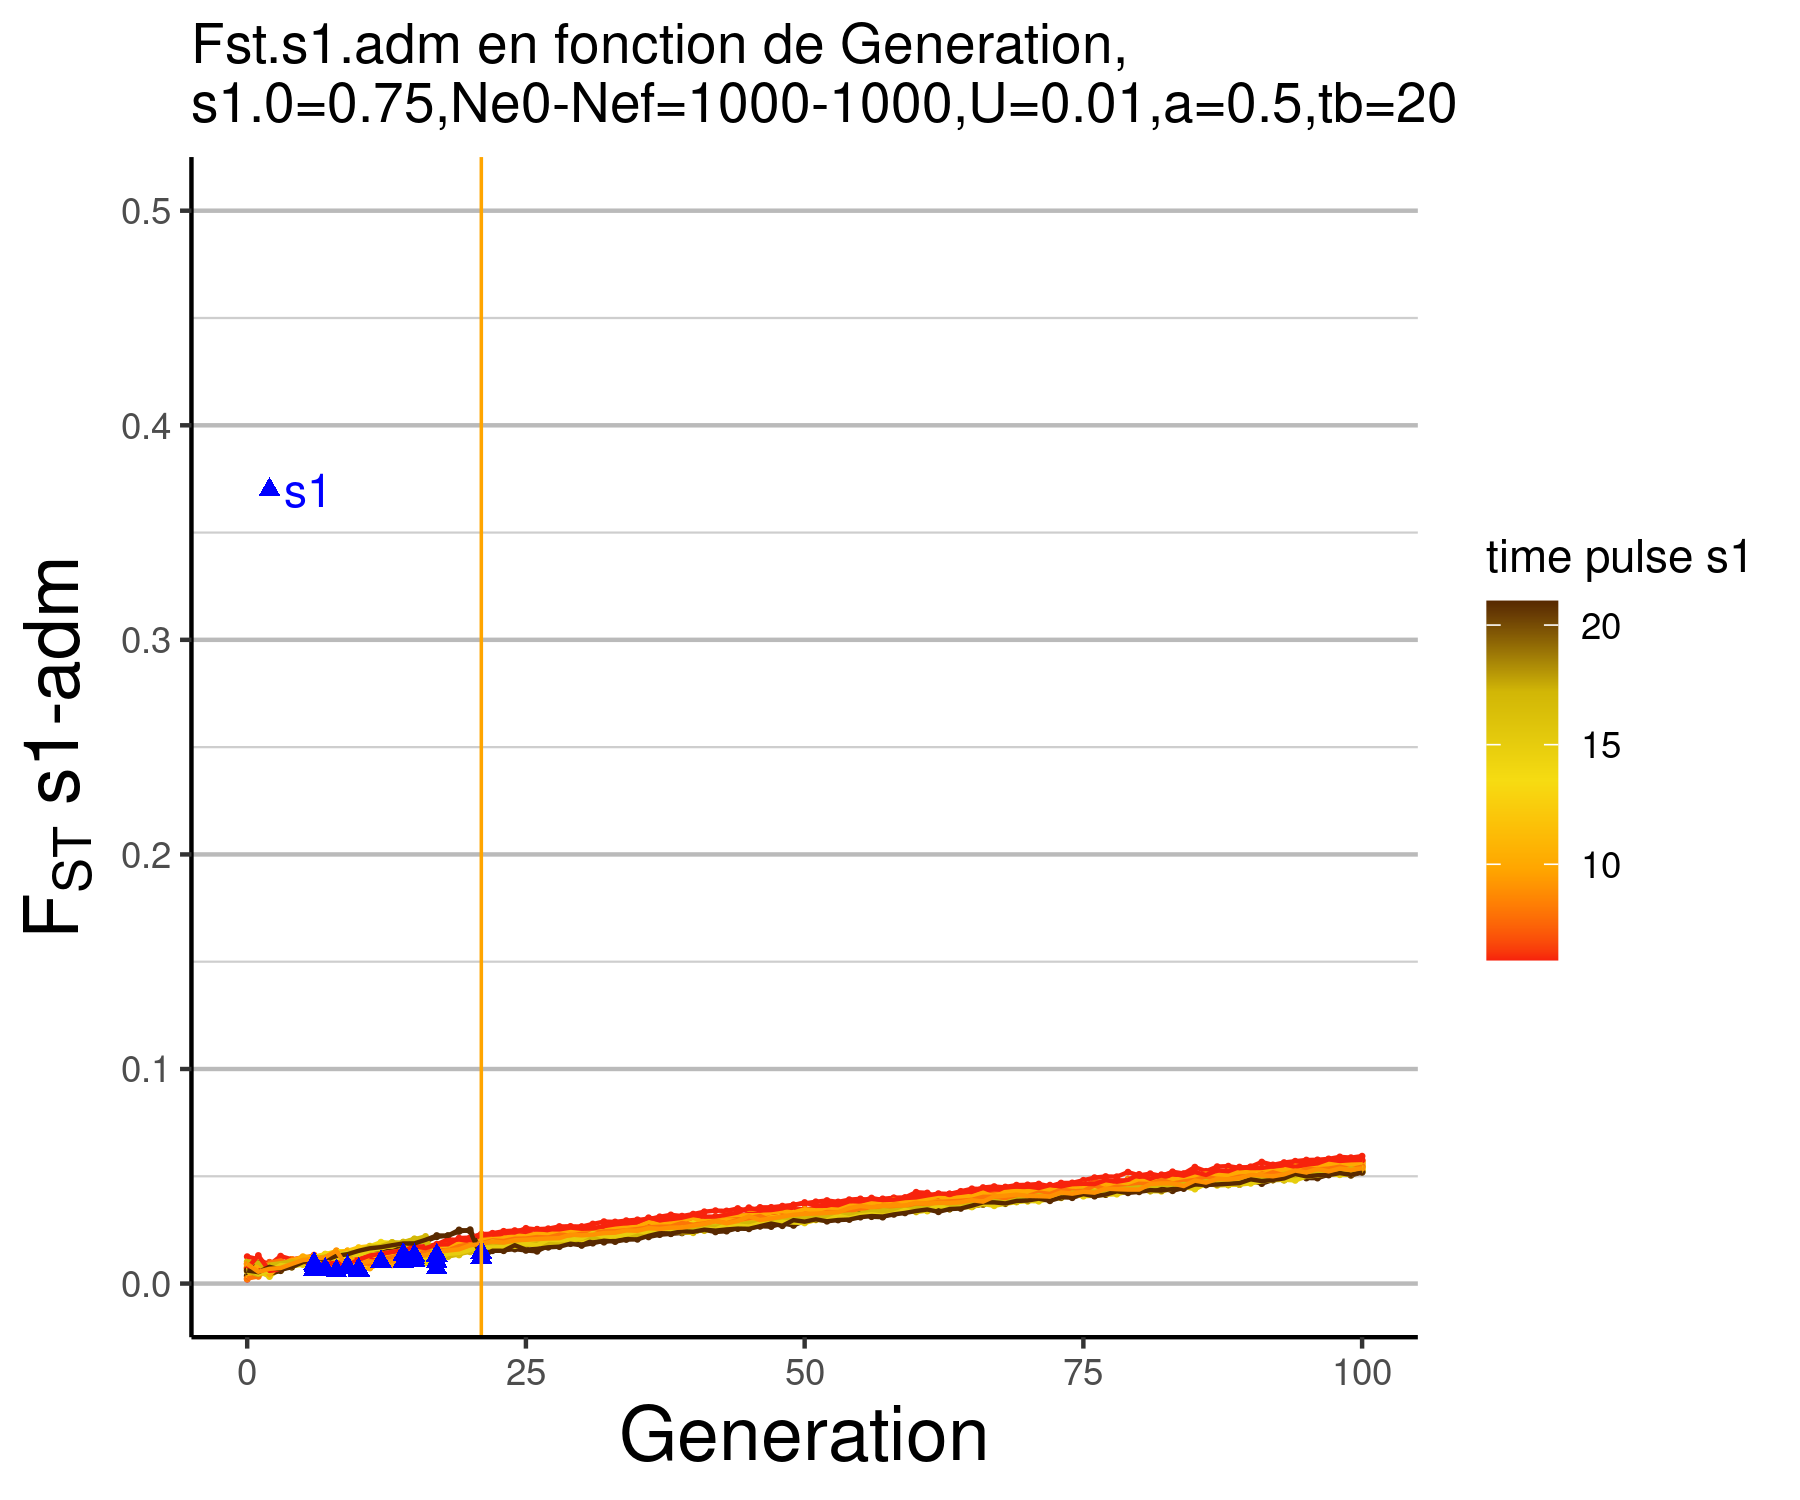 Fst.s1.adm en fonction de Generation,
s1.0=0.75,Ne0-Nef=1000-1000,U=0.01,a=0.5,tb=20
0.5
0.4
0.3
0.2
0.1
0.0
F_ST s1-adm
s1
0 25 50 75 100
Generation
time pulse s1
20
15
10